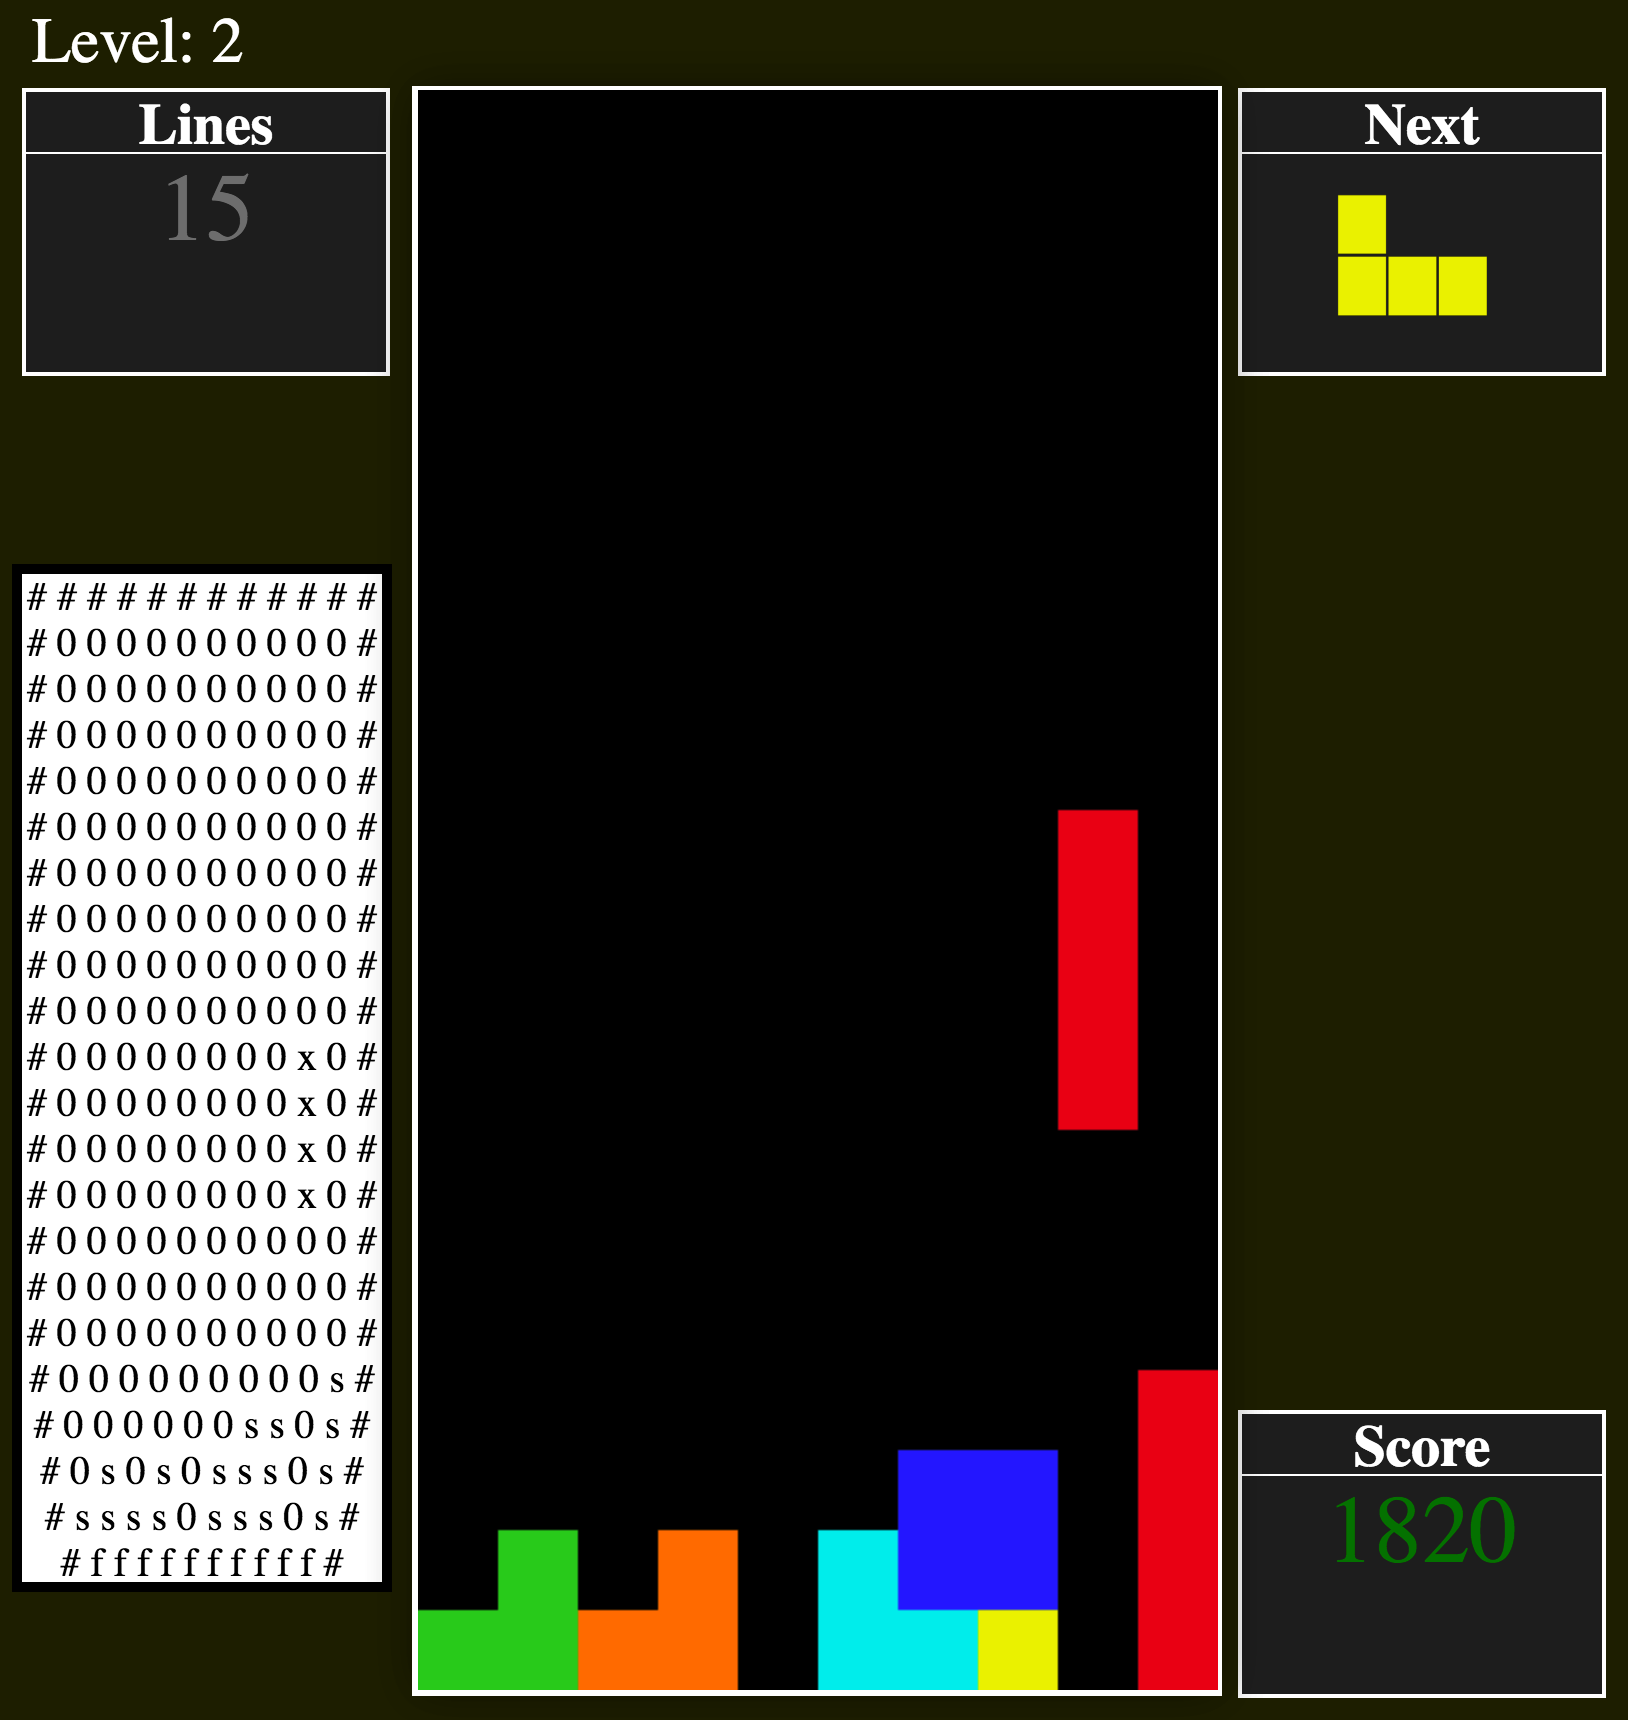 Level: 2
Lines
15
Next
# # # # # # # # # # # #
# 0 0 0 0 0 0 0 0 0 0 #
# 0 0 0 0 0 0 0 0 0 0 #
# 0 0 0 0 0 0 0 0 0 0 #
# 0 0 0 0 0 0 0 0 0 0 #
# 0 0 0 0 0 0 0 0 0 0 #
# 0 0 0 0 0 0 0 0 0 0 #
# 0 0 0 0 0 0 0 0 0 0 #
# 0 0 0 0 0 0 0 0 0 0 #
# 0 0 0 0 0 0 0 0 0 0 #
# 0 0 0 0 0 0 0 0 x 0 #
# 0 0 0 0 0 0 0 0 x 0 #
# 0 0 0 0 0 0 0 0 x 0 #
# 0 0 0 0 0 0 0 0 x 0 #
# 0 0 0 0 0 0 0 0 0 0 #
# 0 0 0 0 0 0 0 0 0 0 #
# 0 0 0 0 0 0 0 0 0 0 #
# 0 0 0 0 0 0 0 0 0 s #
# 0 0 0 0 0 0 s s 0 s #
# 0 s 0 s 0 s s s 0 s #
# s s s s 0 s s s 0 s #
# f f f f f f f f f f #
Score
1820